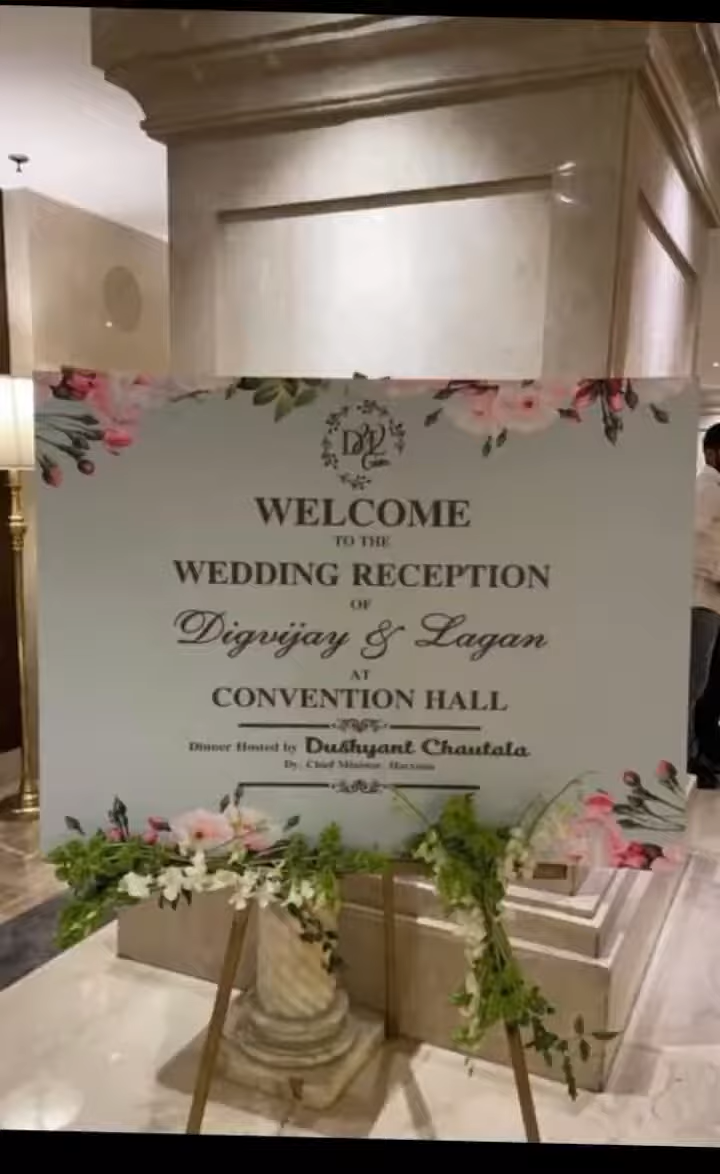 WELCOME
TO THE
WEDDING RECEPTION
OF
Digvijay & Lagan
AT
CONVENTION HALL
Dinner Hosted by Dushyant Chautala
Dy. Chief Minister, Haryana